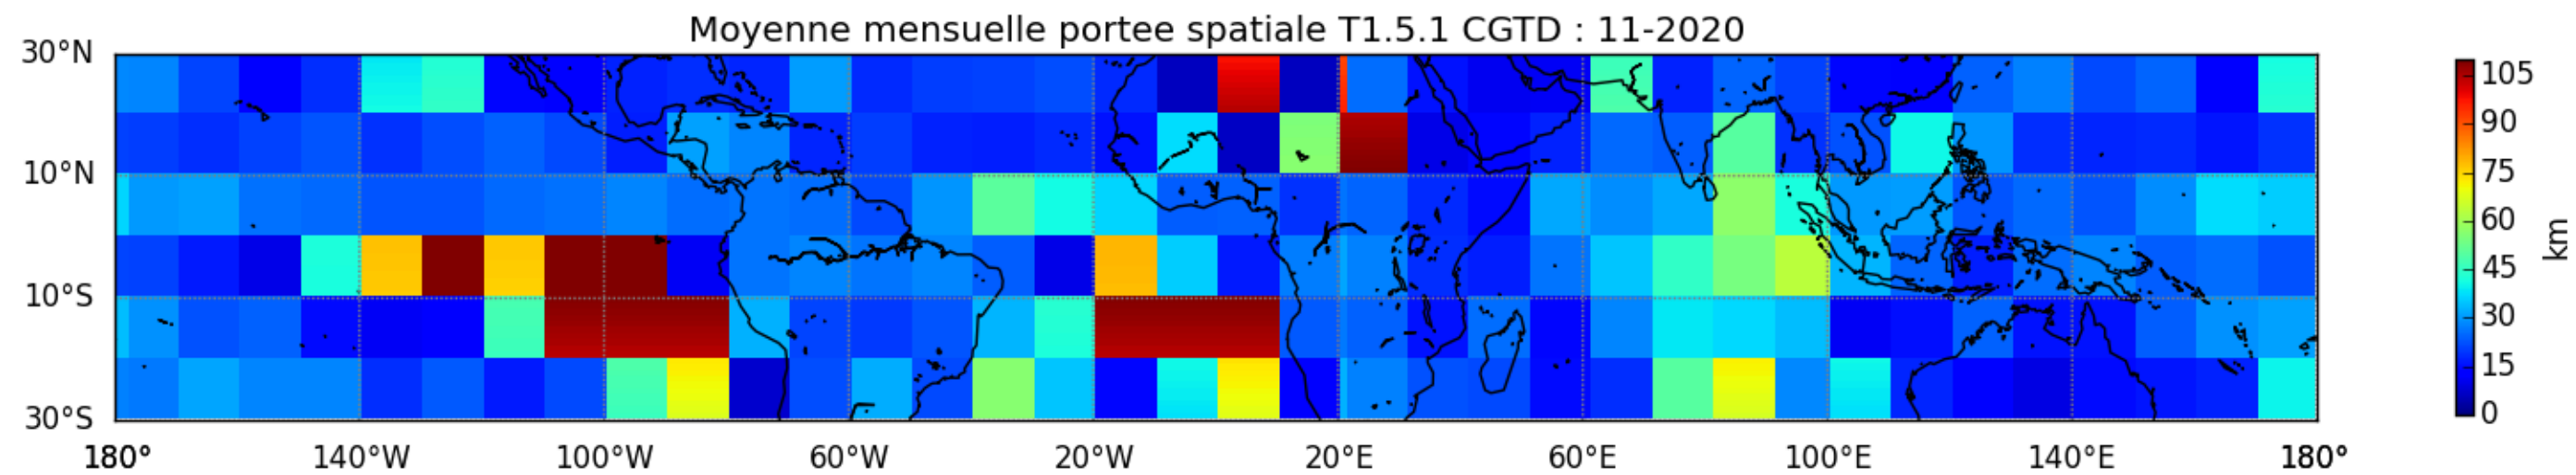 Moyenne mensuelle portee spatiale T1.5.1 CGTD : 11-2020
30°N
10°N
10°S
30°S
180° 140°W 100°W 60°W 20°W 20°E 60°E 100°E 140°E 180°
105
90
75
60
45
30
15
0
km